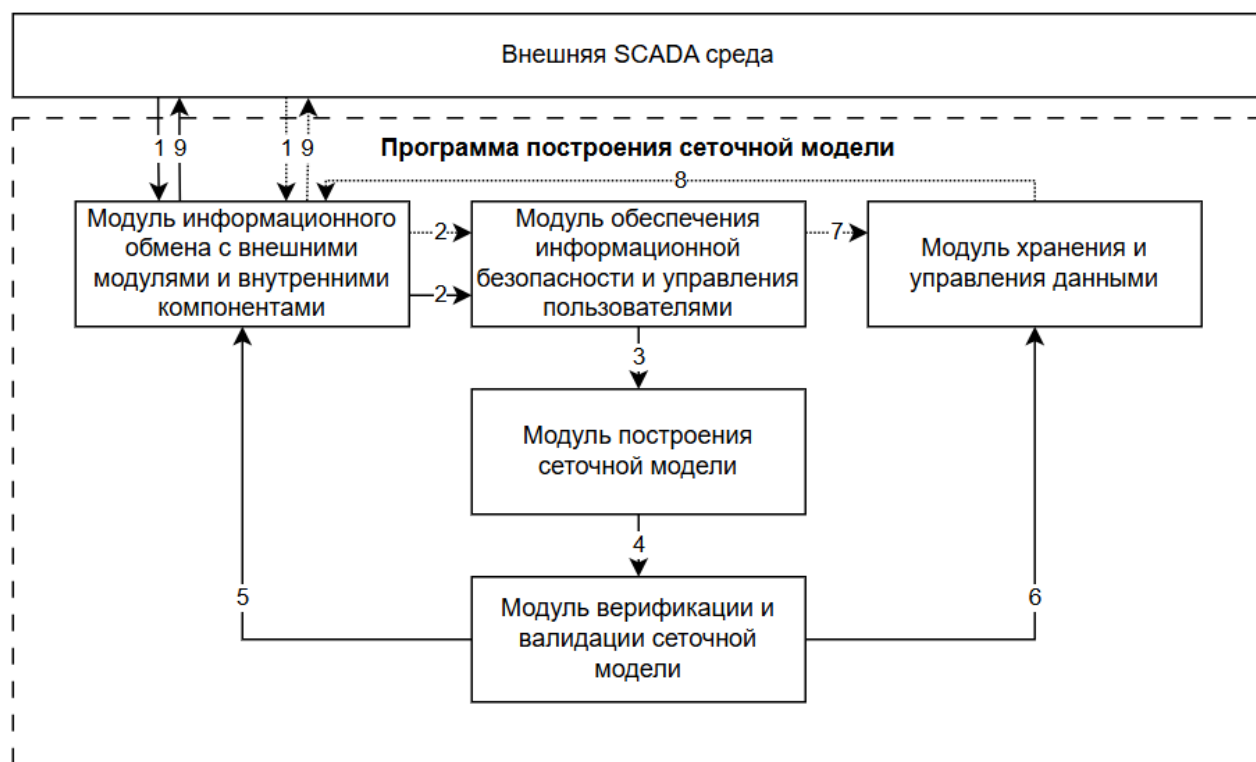 Внешняя SCADA среда
1 9 1 9
Программа построения сеточной модели
8
Модуль информационного
обмена с внешними
модулями и внутренними
компонентами
2
2
Модуль обеспечения
информационной
безопасности и управления
пользователями
7
Модуль хранения и
управления данными
3
Модуль построения
сеточной модели
4
5
Модуль верификации и
валидации сеточной
модели
6